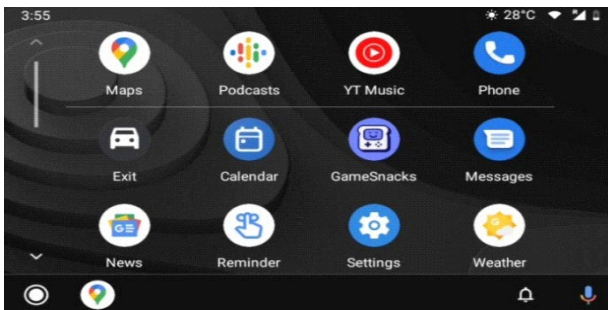 3:55 28°C
Maps Podcasts YT Music Phone
Exit Calendar GameSnacks Messages
News Reminder Settings Weather